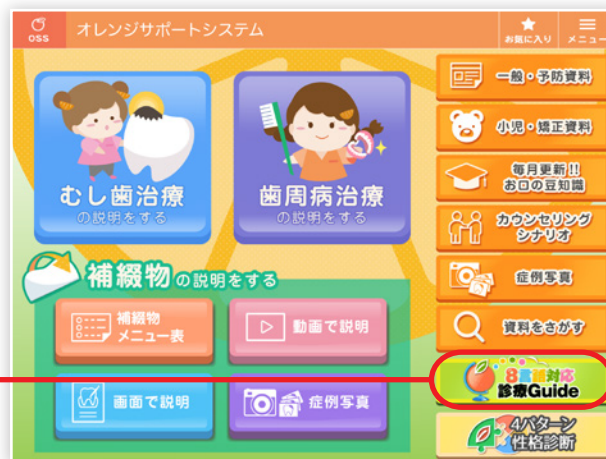 OSS
オレンジサポートシステム
お気に入り
メニュー
むし歯治療
の説明をする
歯周病治療
の説明をする
補綴物の説明をする
補綴物
メニュー表
動画で説明
画面で説明
症例写真
一般・予防資料
小児・矯正資料
毎月更新!!
お口の豆知識
カウンセリング
シナリオ
症例写真
資料をさがす
8言語対応
診療Guide
4パターン
性格診断